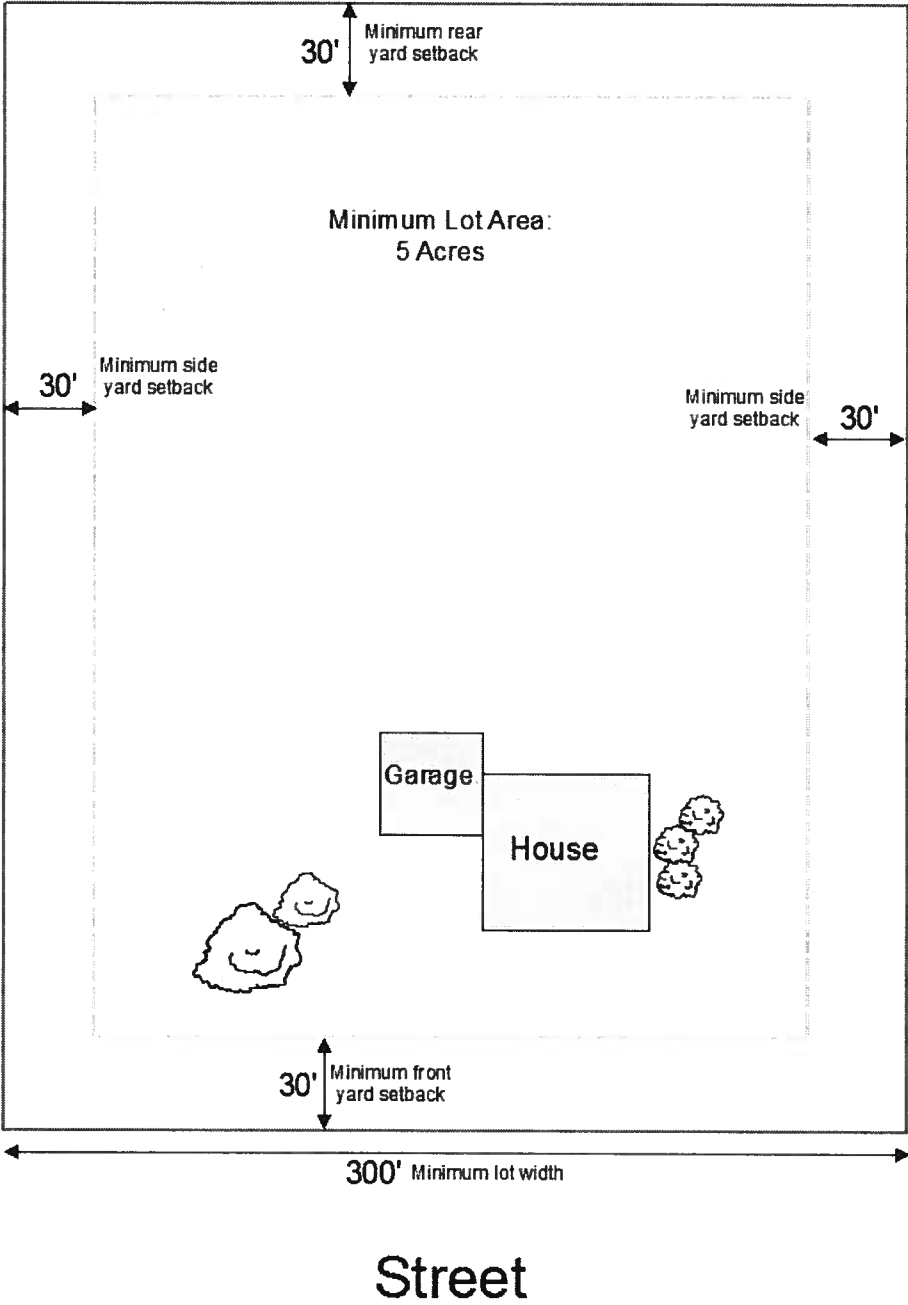 30'
Minimum rear
yard setback
Minimum Lot Area:
5 Acres
30'
Minimum side
yard setback
Minimum side
yard setback
30'
Garage
House
30'
Minimum front
yard setback
300' Minimum lot width
Street